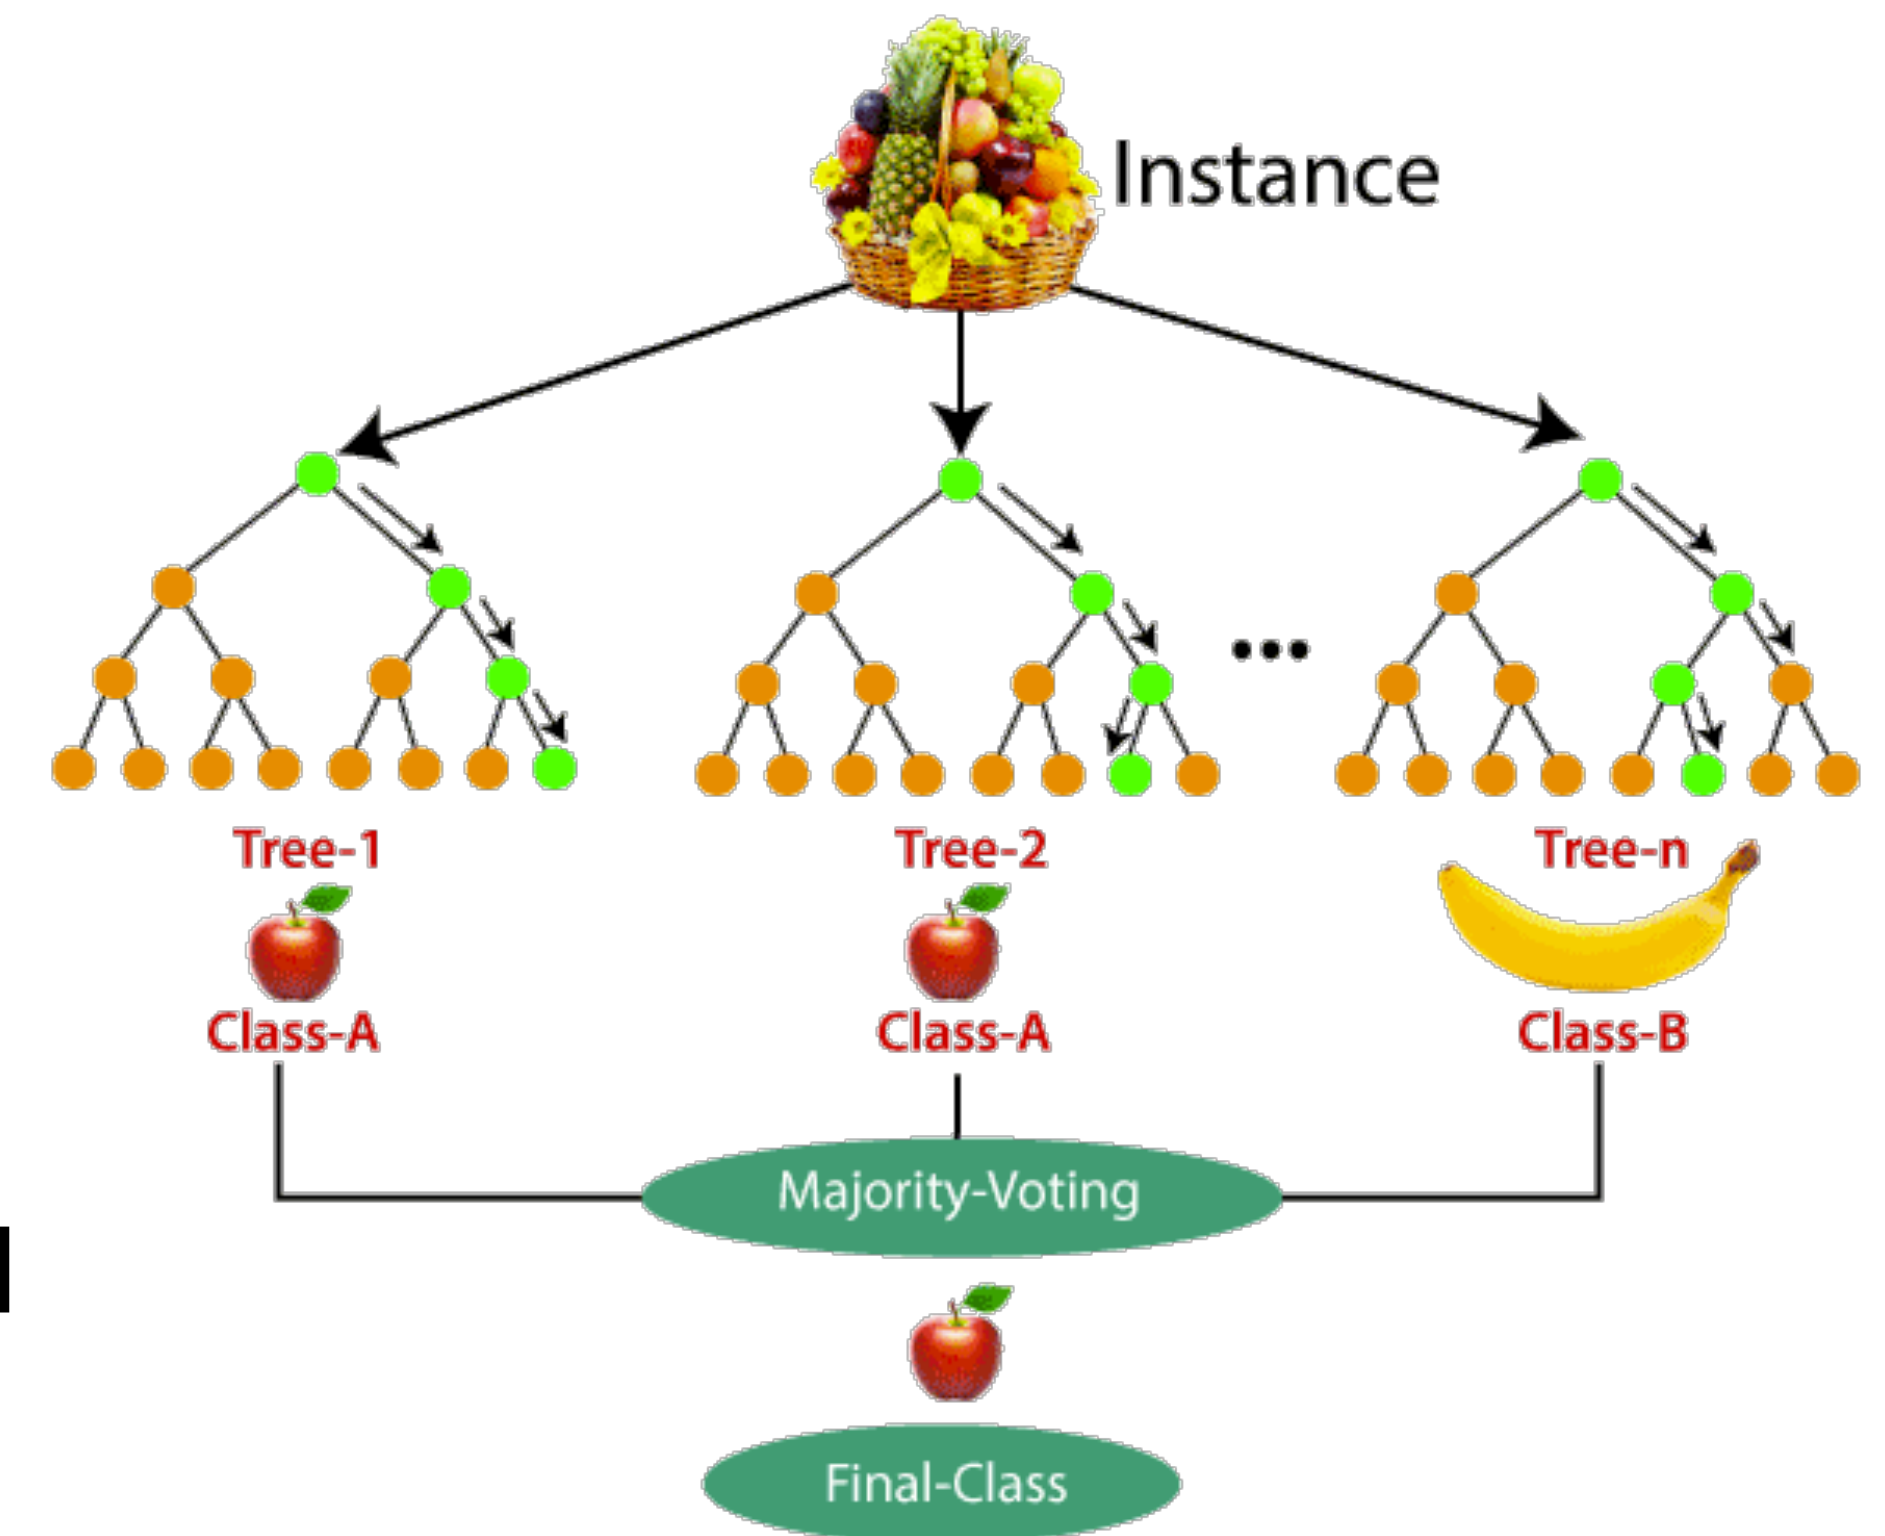 Instance
...
Tree-1
Tree-2
Tree-n
Class-A
Class-A
Class-B
Majority-Voting
Final-Class